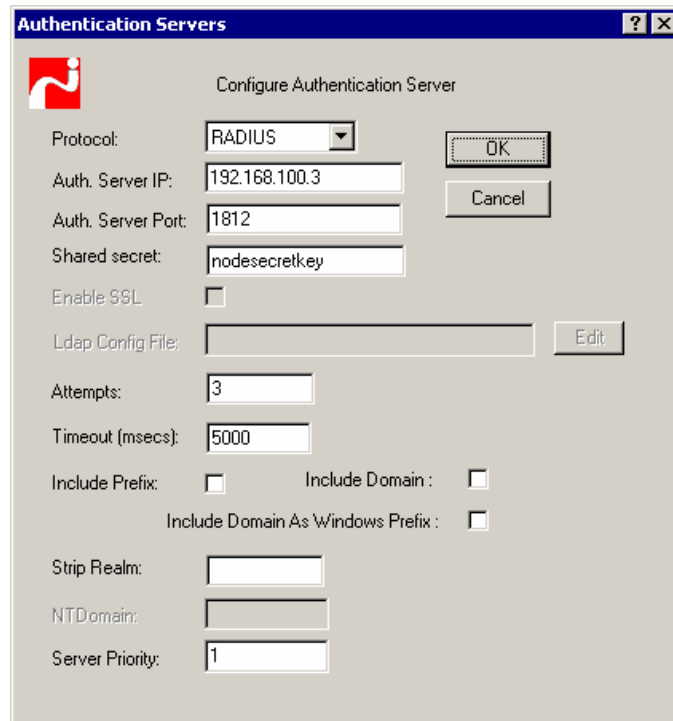 Authentication Servers
Configure Authentication Server
Protocol: RADIUS OK
Auth. Server IP: 192.168.100.3
Auth. Server Port: 1812 Cancel
Shared secret: nodesecretkey
Enable SSL
Ldap Config File: Edit
Attempts: 3
Timeout (msecs): 5000
Include Prefix: Include Domain :
Include Domain As Windows Prefix :
Strip Realm:
NTDomain:
Server Priority: 1